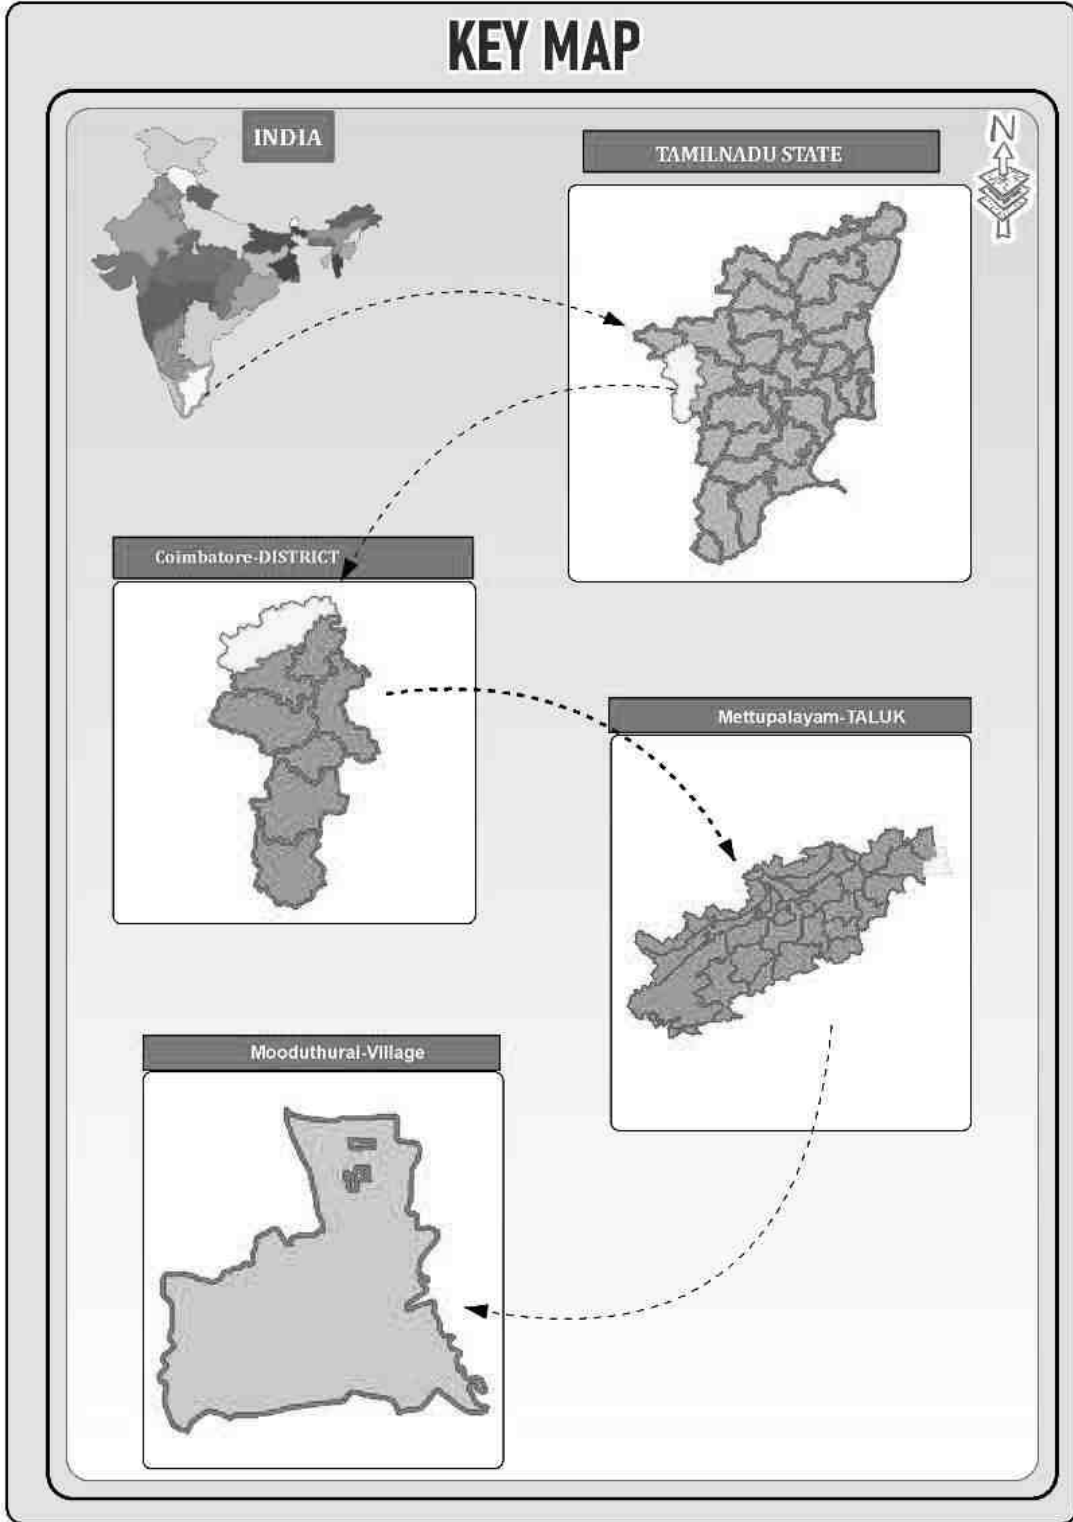 KEY MAP
INDIA
TAMILNADU STATE
N
Coimbatore-DISTRICT
Mettupalayam-TALUK
Mooduthurai-Village